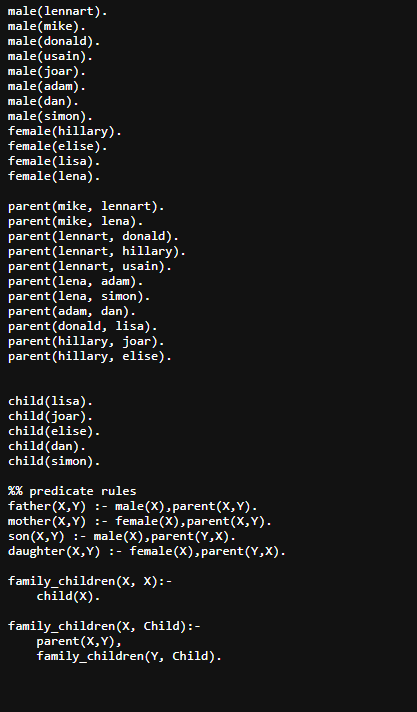 male(lennart).
male(mike).
male(donald).
male(usain).
male(joar).
male(adam).
male(dan).
male(simon).
female(hillary).
female(elise).
female(lisa).
female(lena).

parent(mike, lennart).
parent(mike, lena).
parent(lennart, donald).
parent(lennart, hillary).
parent(lennart, usain).
parent(lena, adam).
parent(lena, simon).
parent(adam, dan).
parent(donald, lisa).
parent(hillary, joar).
parent(hillary, elise).


child(lisa).
child(joar).
child(elise).
child(dan).
child(simon).

%% predicate rules
father(X,Y) :- male(X),parent(X,Y).
mother(X,Y) :- female(X),parent(X,Y).
son(X,Y) :- male(X),parent(Y,X).
daughter(X,Y) :- female(X),parent(Y,X).

family_children(X, X):-
    child(X).

family_children(X, Child):-
    parent(X,Y),
    family_children(Y, Child).